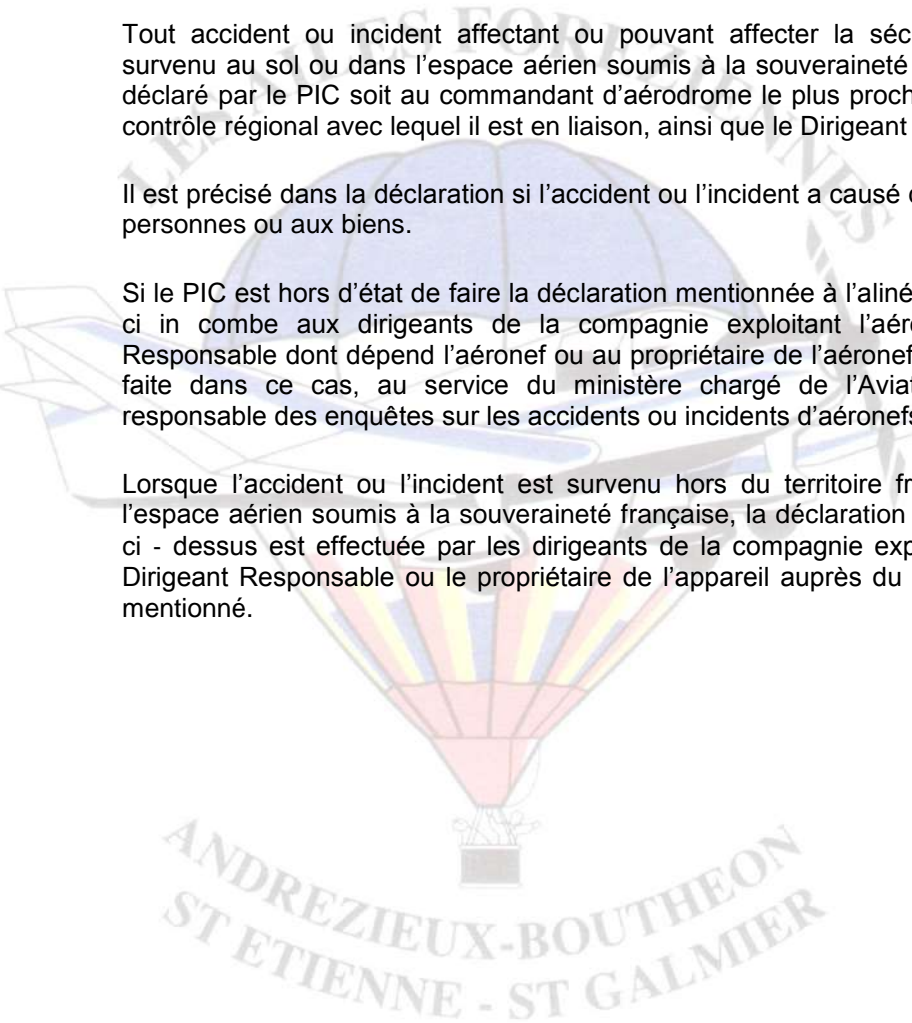 LES AILES FOREZIENNES
Tout accident ou incident affectant ou pouvant affecter la séc
survenu au sol ou dans l’espace aérien soumis à la souveraineté
déclaré par le PIC soit au commandant d’aérodrome le plus proch
contrôle régional avec lequel il est en liaison, ainsi que le Dirigeant
Il est précisé dans la déclaration si l’accident ou l’incident a causé
personnes ou aux biens.
Si le PIC est hors d’état de faire la déclaration mentionnée à l’aliné
ci in combe aux dirigeants de la compagnie exploitant l’aér
Responsable dont dépend l’aéronef ou au propriétaire de l’aéronef
faite dans ce cas, au service du ministère chargé de l’Aviat
responsable des enquêtes sur les accidents ou incidents d’aéronefs
Lorsque l’accident ou l’incident est survenu hors du territoire fr
l’espace aérien soumis à la souveraineté française, la déclaration
ci - dessus est effectuée par les dirigeants de la compagnie exp
Dirigeant Responsable ou le propriétaire de l’appareil auprès du
mentionné.
ANDREZIEUX-BOUTHEON
ST ETIENNE - ST GALMIER